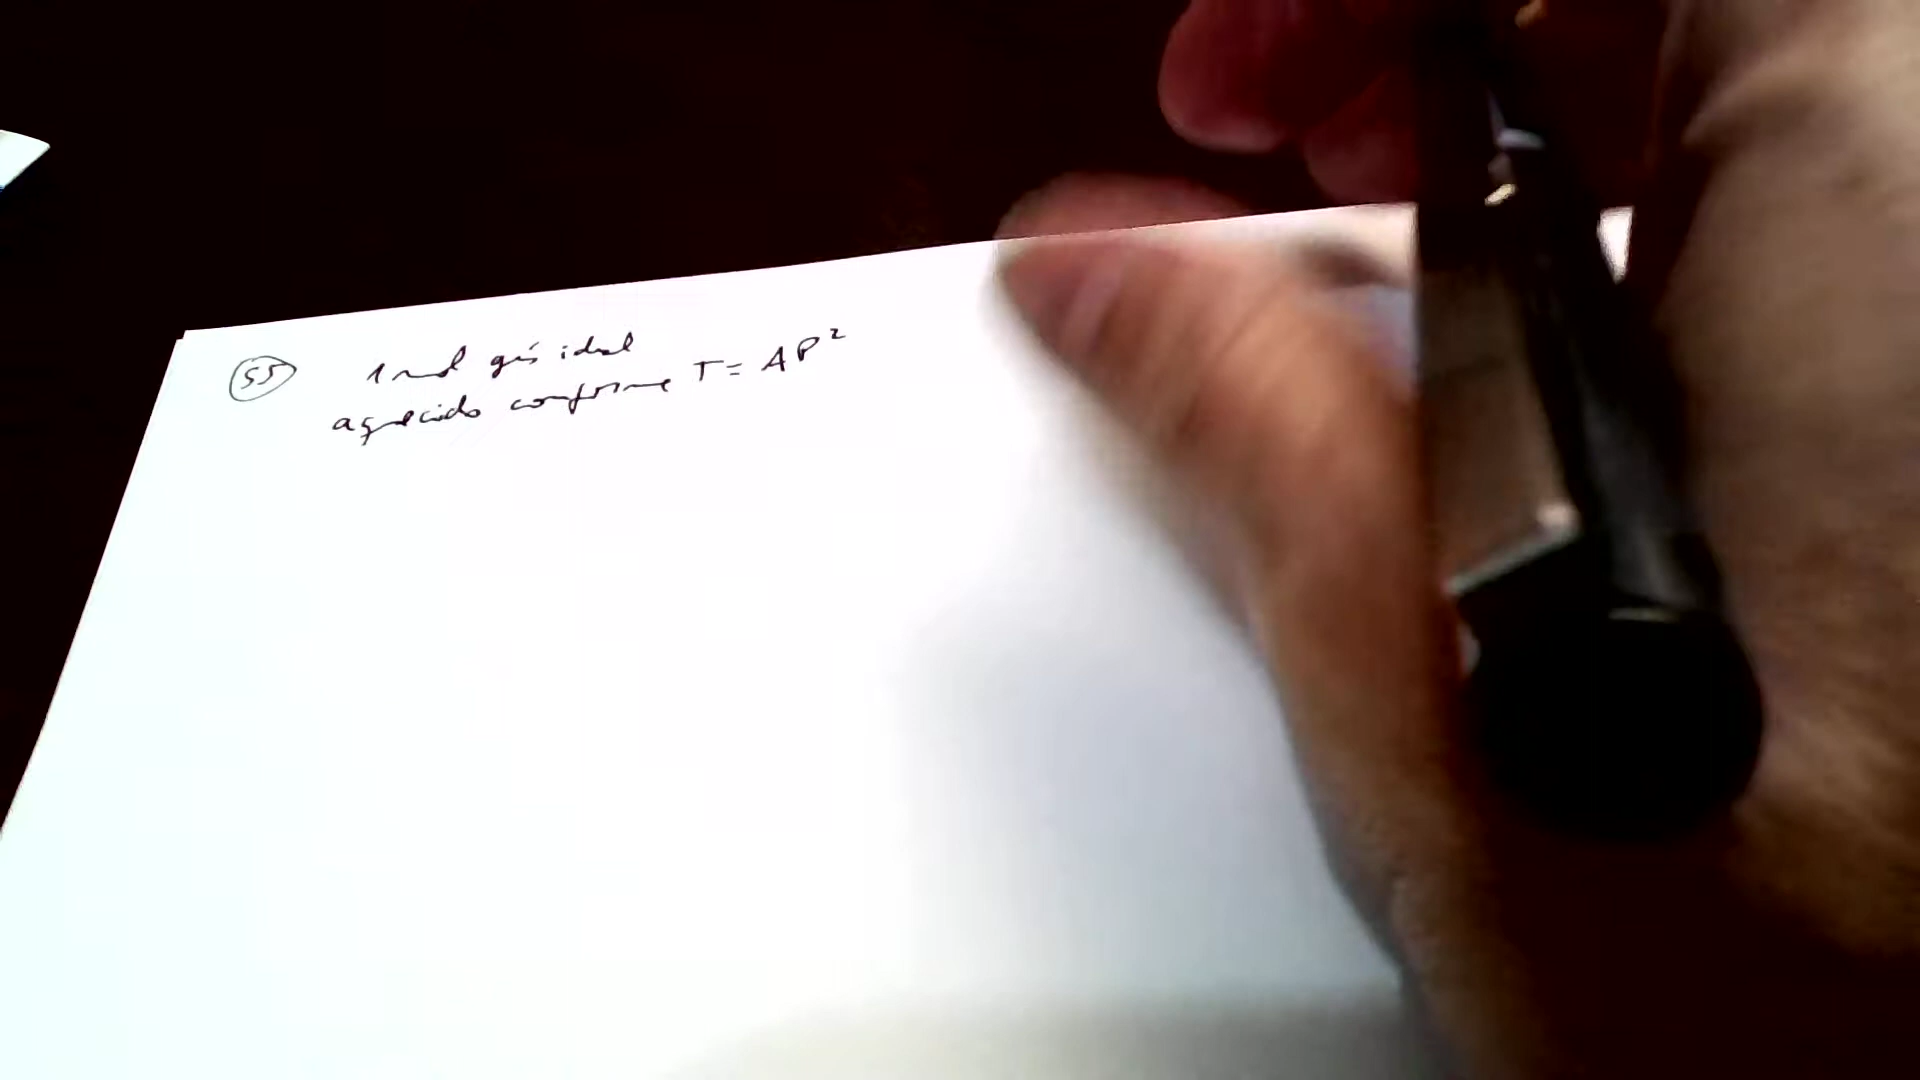 55 1 mol gás ideal
aquecido conforme T = AP²